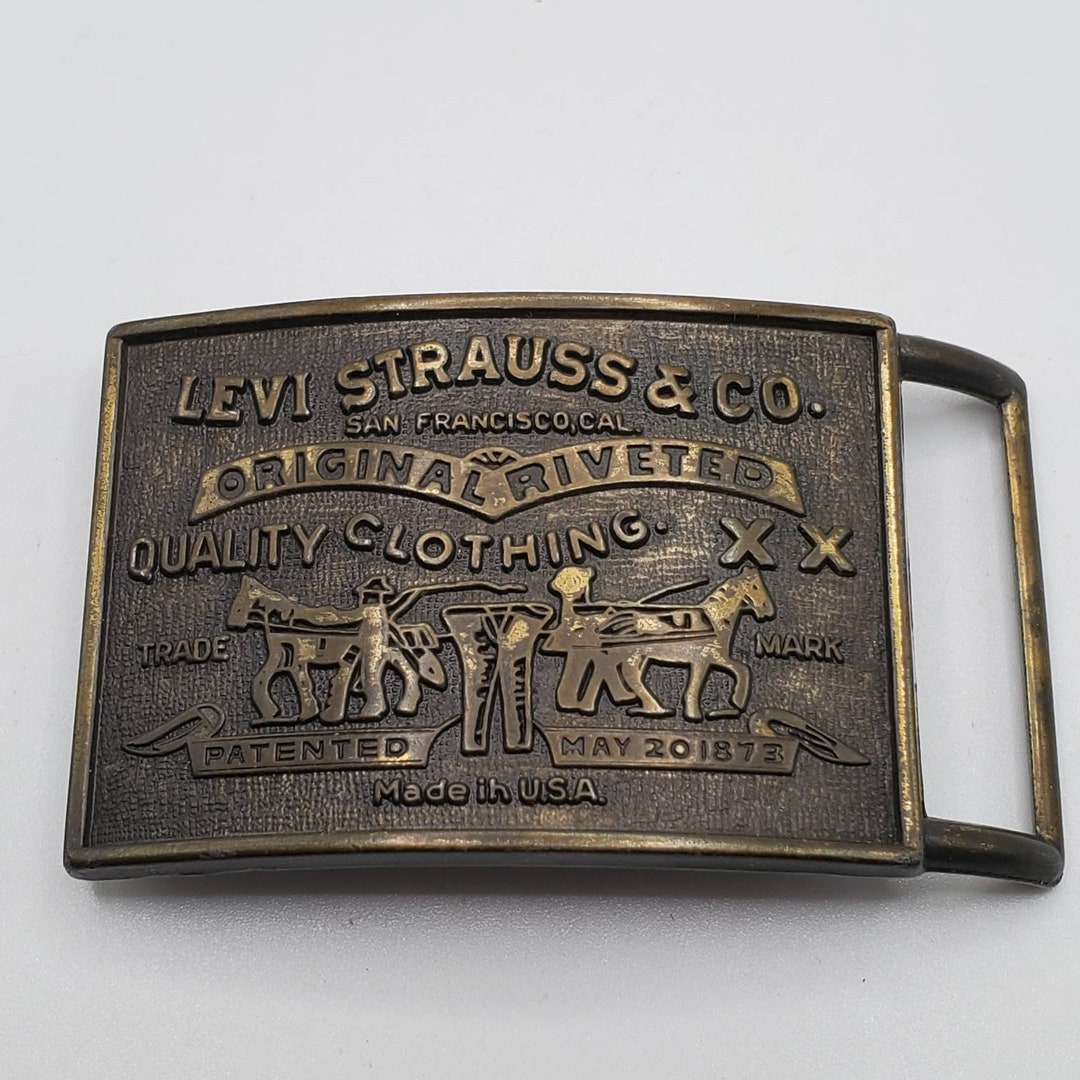 LEVI STRAUSS & CO.
SAN FRANCISCO, CAL.
ORIGINAL RIVETED
QUALITY CLOTHING. XX
TRADE MARK
PATENTED MAY 20 1873
Made in U.S.A.